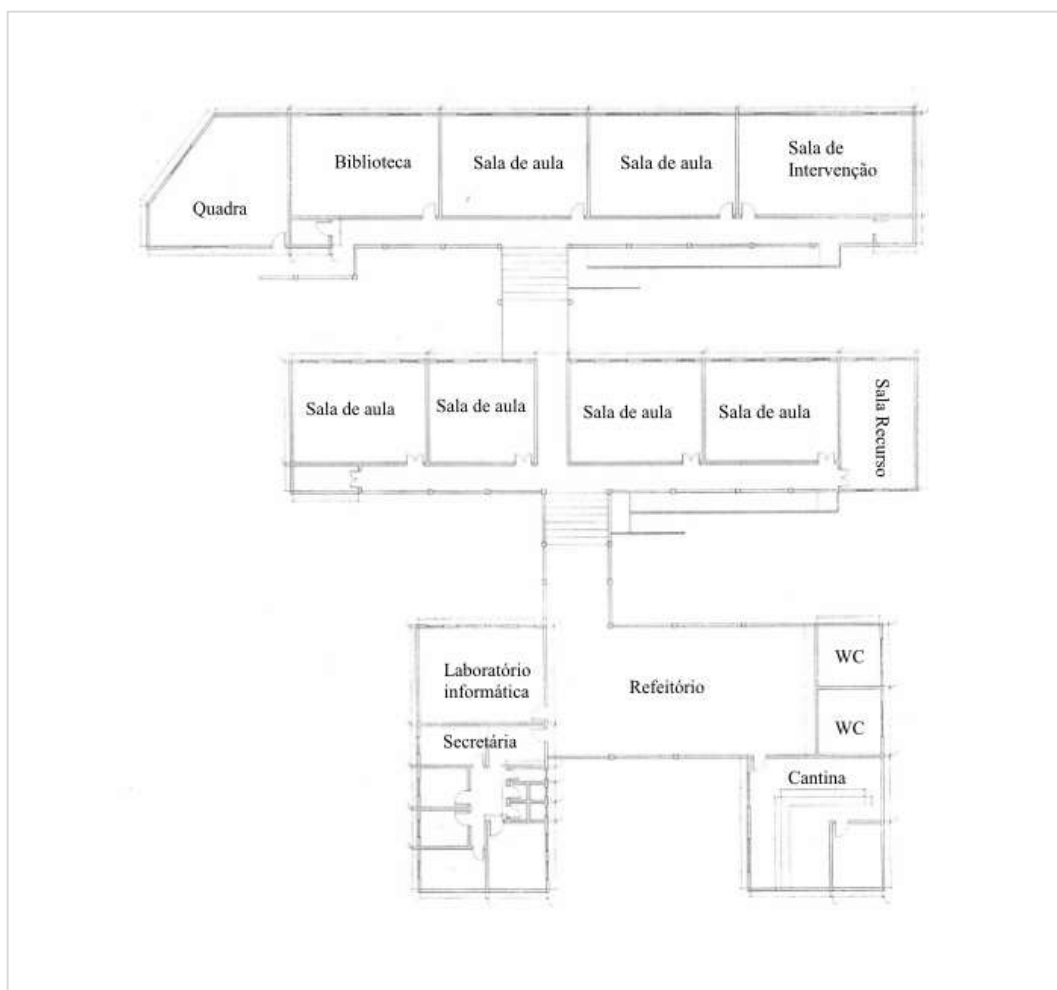 Biblioteca
Sala de aula
Sala de aula
Sala de
Intervenção
Quadra
Sala de aula
Sala de aula
Sala de aula
Sala de aula
Sala Recurso
Laboratório
informática
Refeitório
WC
WC
Secretária
Cantina